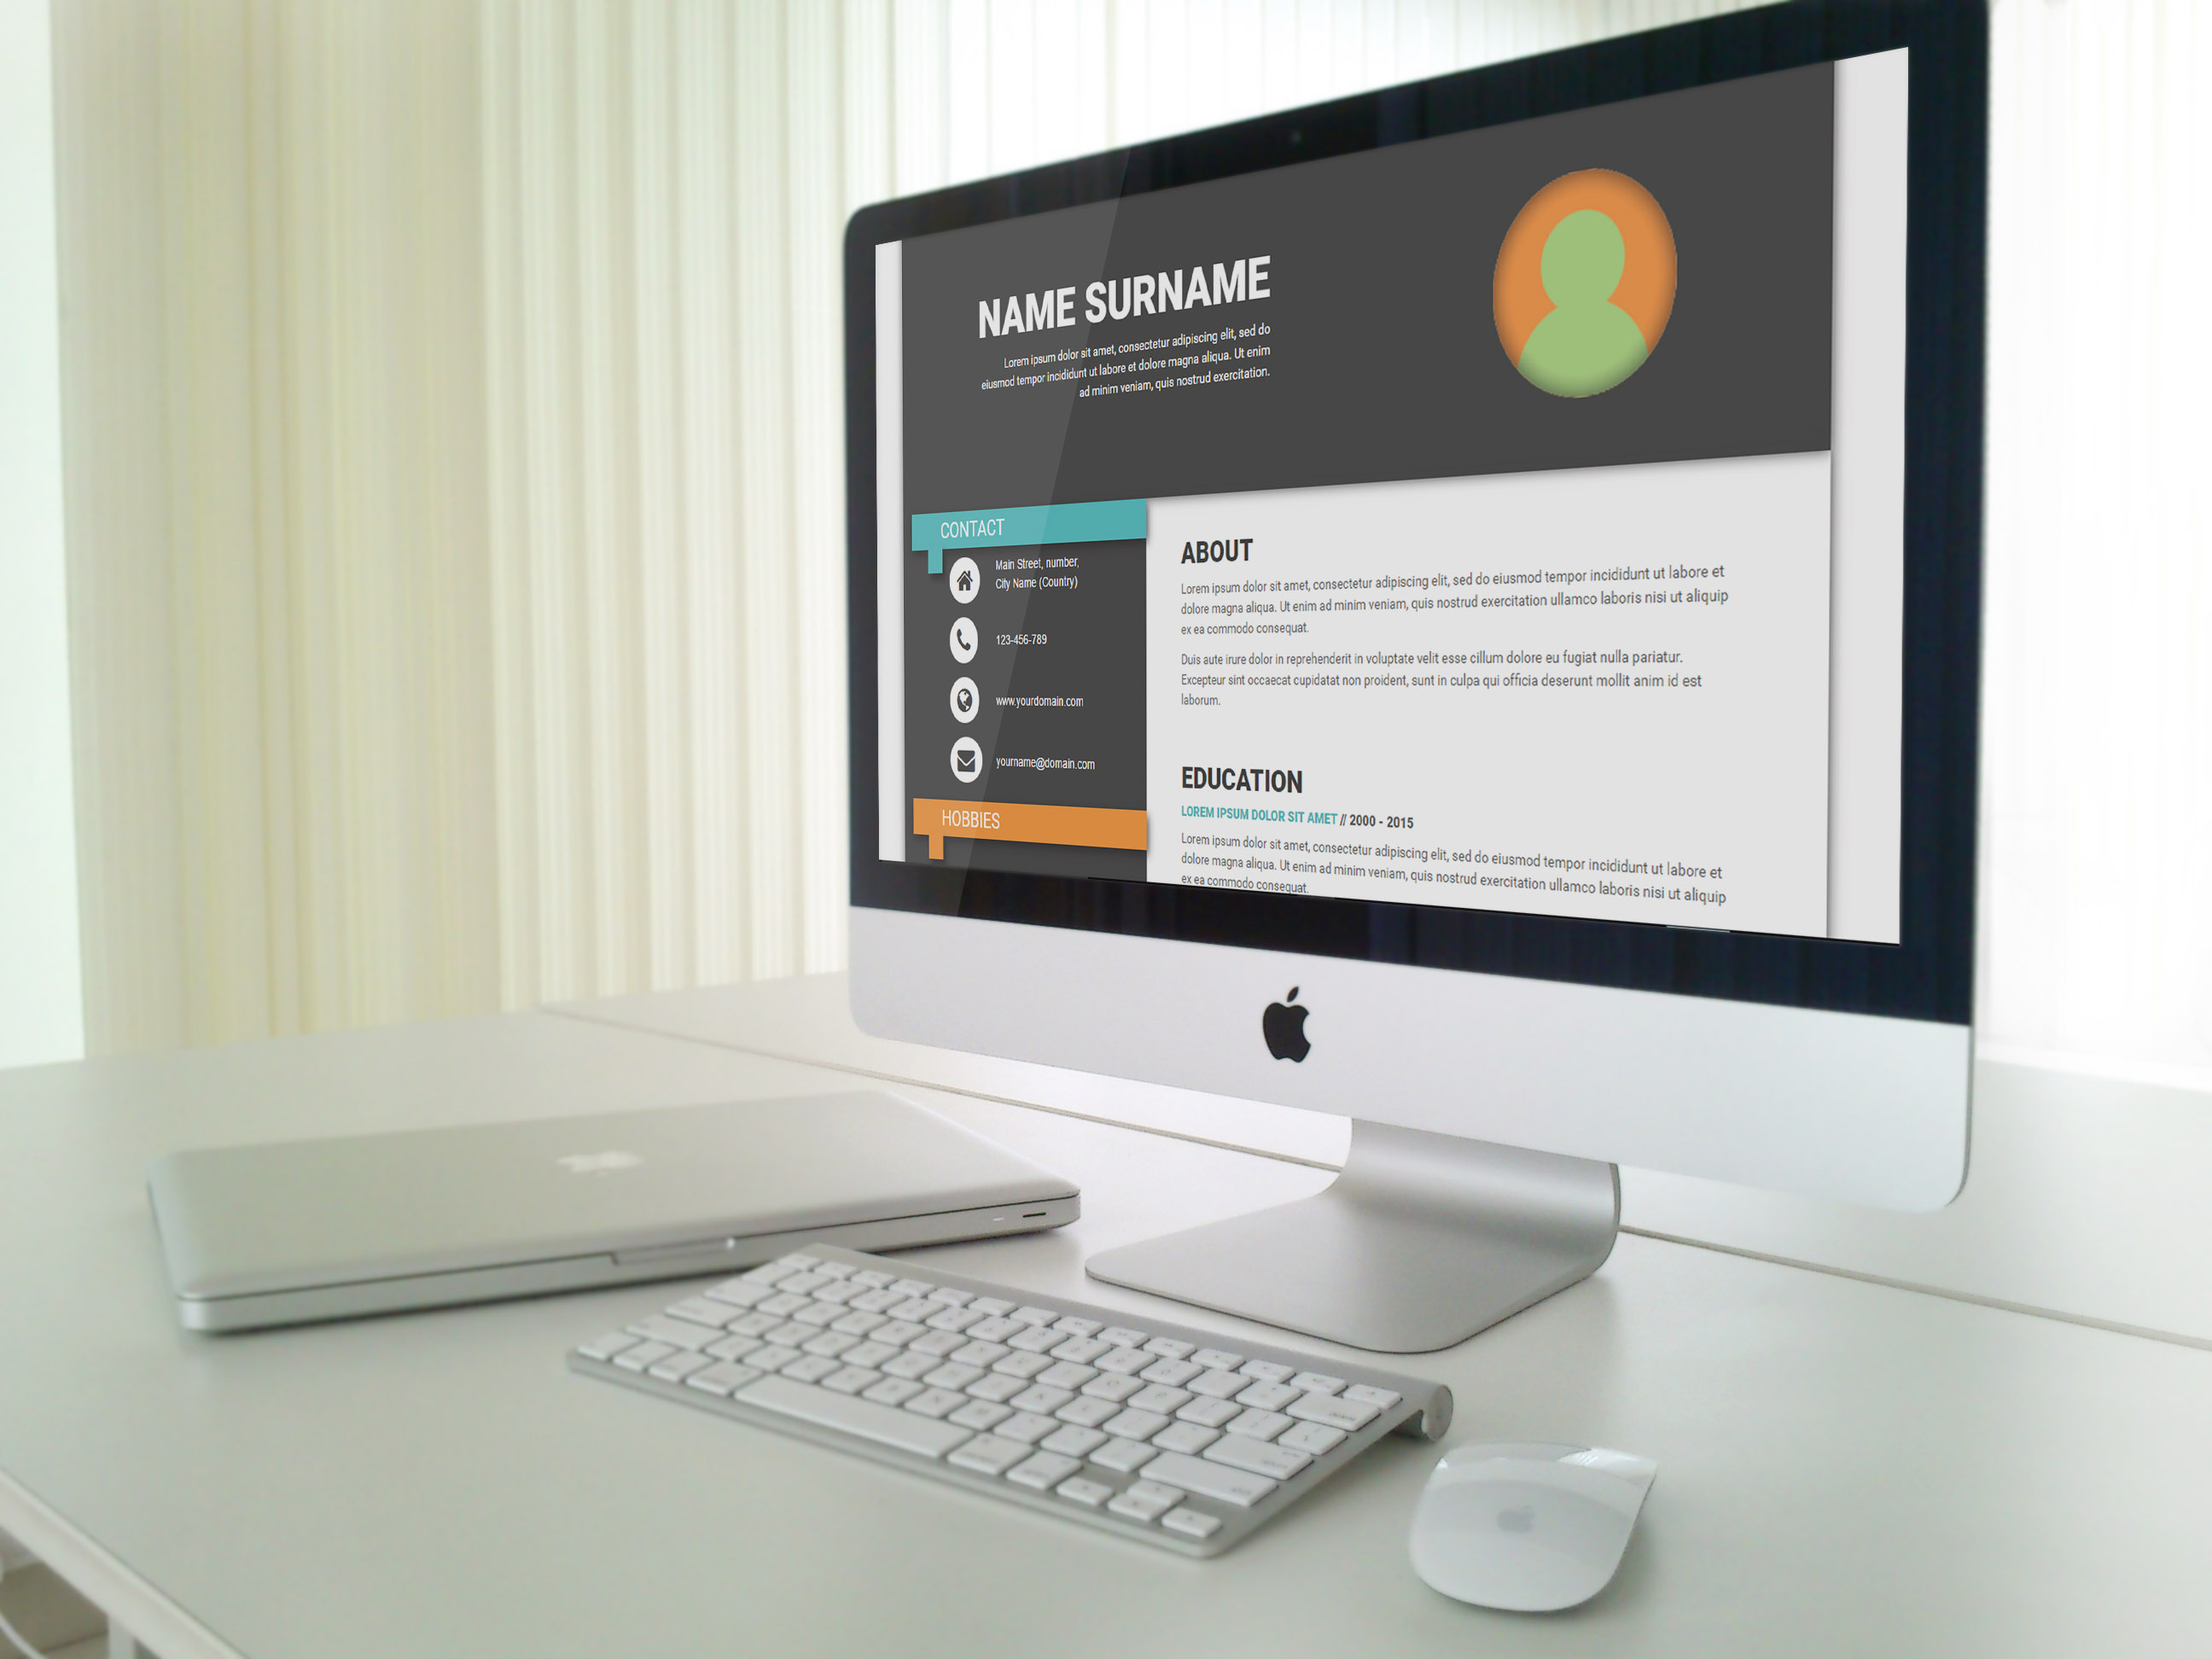 NAME SURNAME
Lorem ipsum dolor sit amet, consectetur adipiscing elit, sed do
eiusmod tempor incididunt ut labore et dolore magna aliqua. Ut enim
ad minim veniam, quis nostrud exercitation.
CONTACT
Main Street, number,
City Name (Country)
123-456-789
www.yourdomain.com
yourname@domain.com
HOBBIES
ABOUT
Lorem ipsum dolor sit amet, consectetur adipiscing elit, sed do eiusmod tempor incididunt ut labore et
dolore magna aliqua. Ut enim ad minim veniam, quis nostrud exercitation ullamco laboris nisi ut aliquip
ex ea commodo consequat.
Duis aute irure dolor in reprehenderit in voluptate velit esse cillum dolore eu fugiat nulla pariatur.
Excepteur sint occaecat cupidatat non proident, sunt in culpa qui officia deserunt mollit anim id est
laborum.
EDUCATION
LOREM IPSUM DOLOR SIT AMET // 2000 - 2015
Lorem ipsum dolor sit amet, consectetur adipiscing elit, sed do eiusmod tempor incididunt ut labore et
dolore magna aliqua. Ut enim ad minim veniam, quis nostrud exercitation ullamco laboris nisi ut aliquip
ex ea commodo consequat.